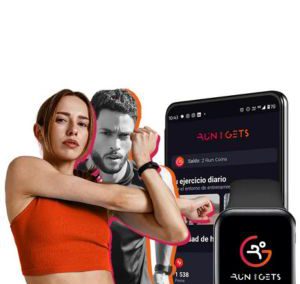 10:43
RUN GETS
Saldo: 2 Run Coins
ejercicio diario
el entorno de entrenamien
dad de h
1 538
RUN GETS